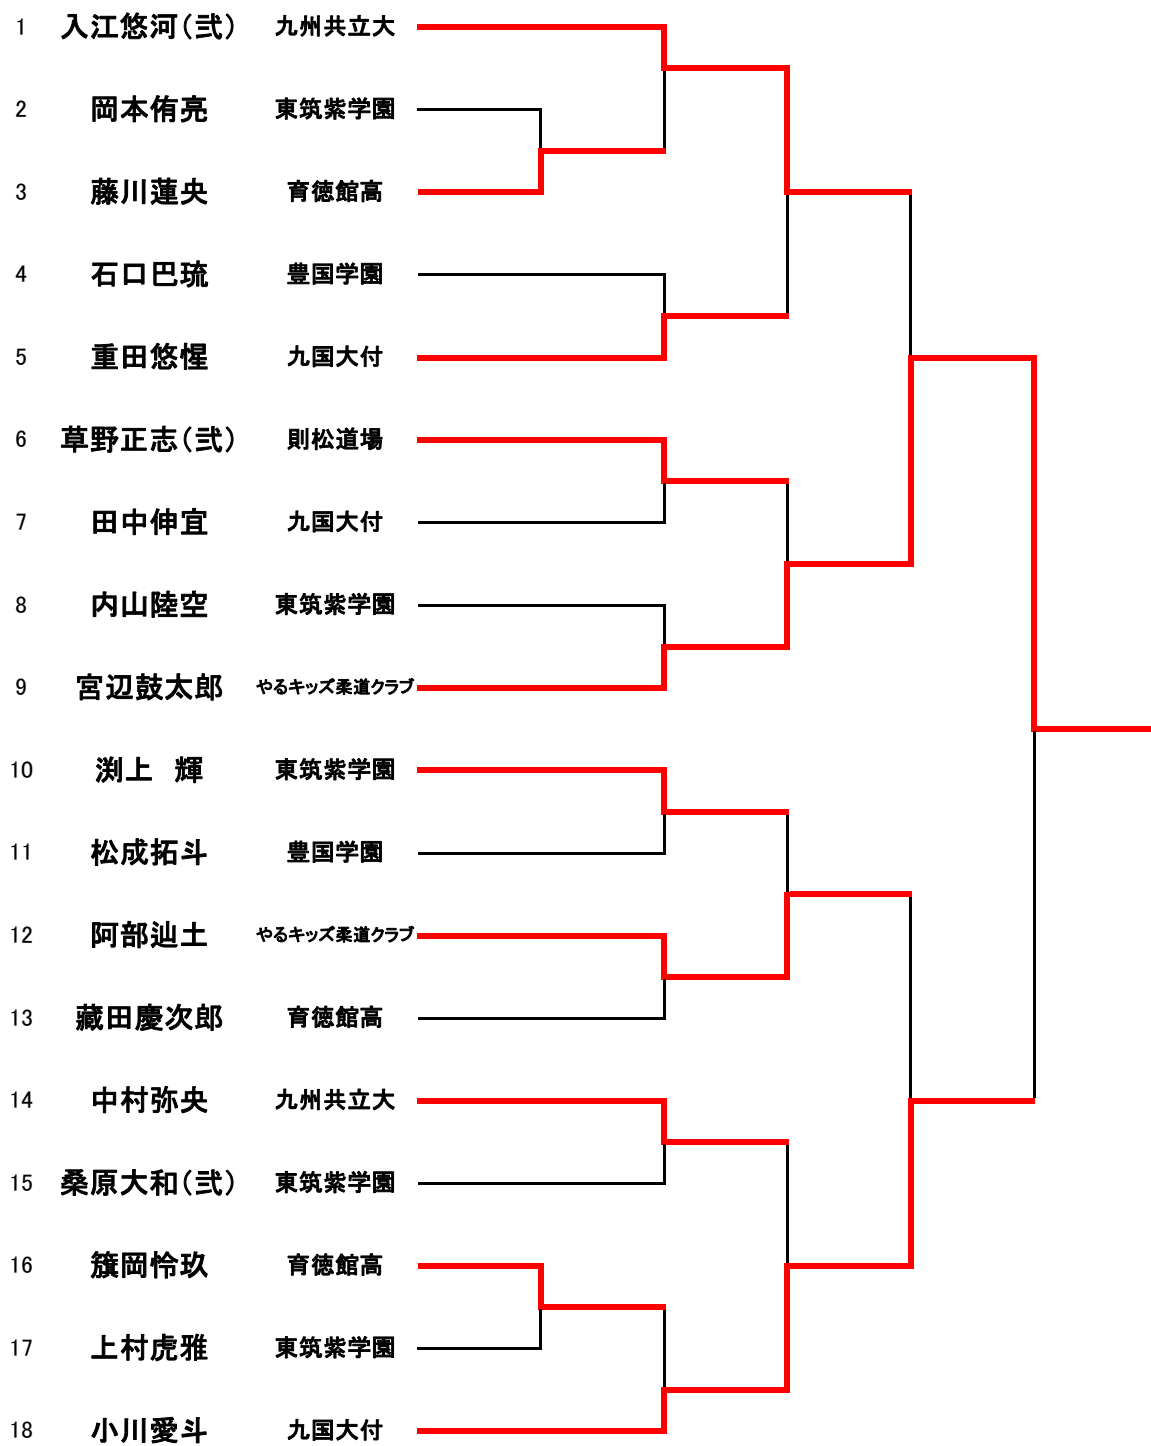 1 入江悠河（弐） 九州共立大
2 岡本侑亮 東筑紫学園
3 藤川蓮央 育徳館高
4 石口巴琉 豊国学園
5 重田悠惺 九国大付
6 草野正志（弐） 則松道場
7 田中伸宜 九国大付
8 内山陸空 東筑紫学園
9 宮辺鼓太郎 やるキッズ柔道クラブ
10 渕上　輝 東筑紫学園
11 松成拓斗 豊国学園
12 阿部辿土 やるキッズ柔道クラブ
13 藏田慶次郎 育徳館高
14 中村弥央 九州共立大
15 桑原大和（弐） 東筑紫学園
16 簱岡怜玖 育徳館高
17 上村虎雅 東筑紫学園
18 小川愛斗 九国大付